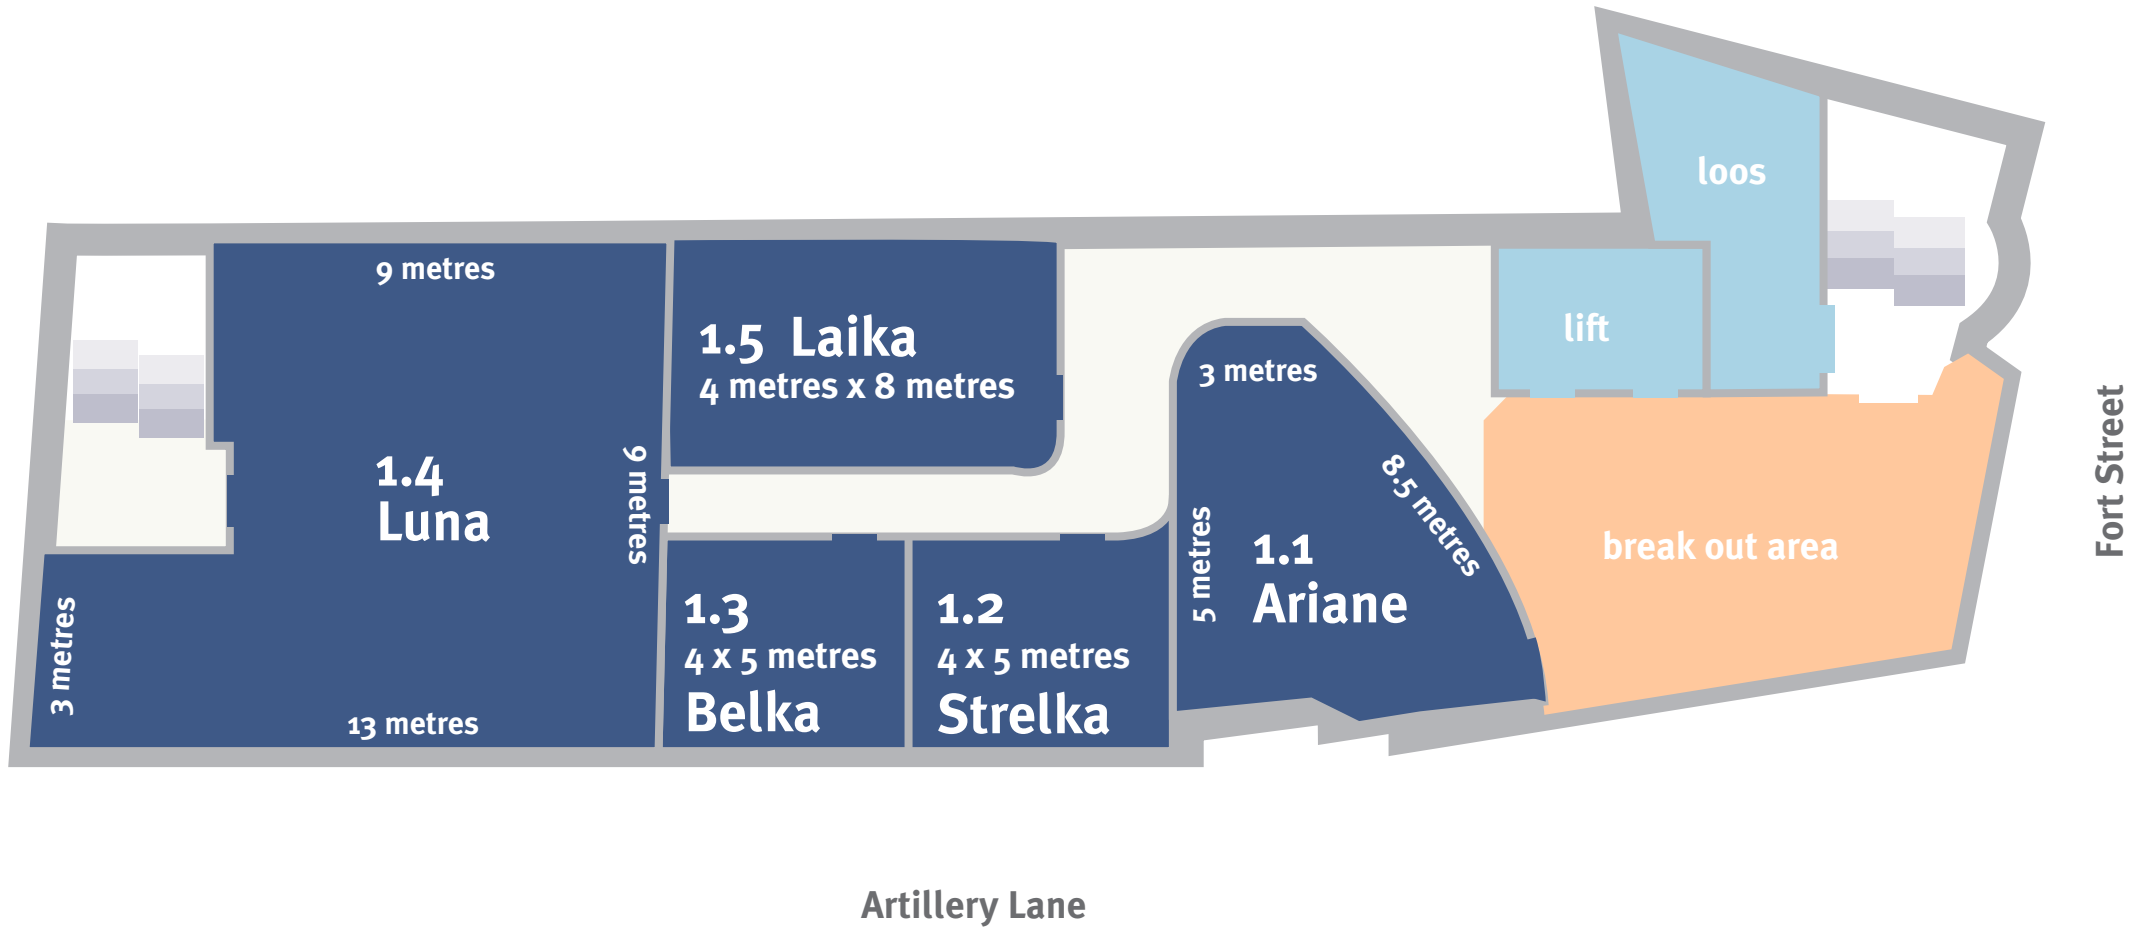 loos
9 metres
1.5 Laika
4 metres x 8 metres
lift
3 metres
1.4
Luna
9 metres
8.5 metres
5 metres
1.1
Ariane
break out area
Fort Street
1.3
4 x 5 metres
Belka
1.2
4 x 5 metres
Strelka
3 metres
13 metres
Artillery Lane